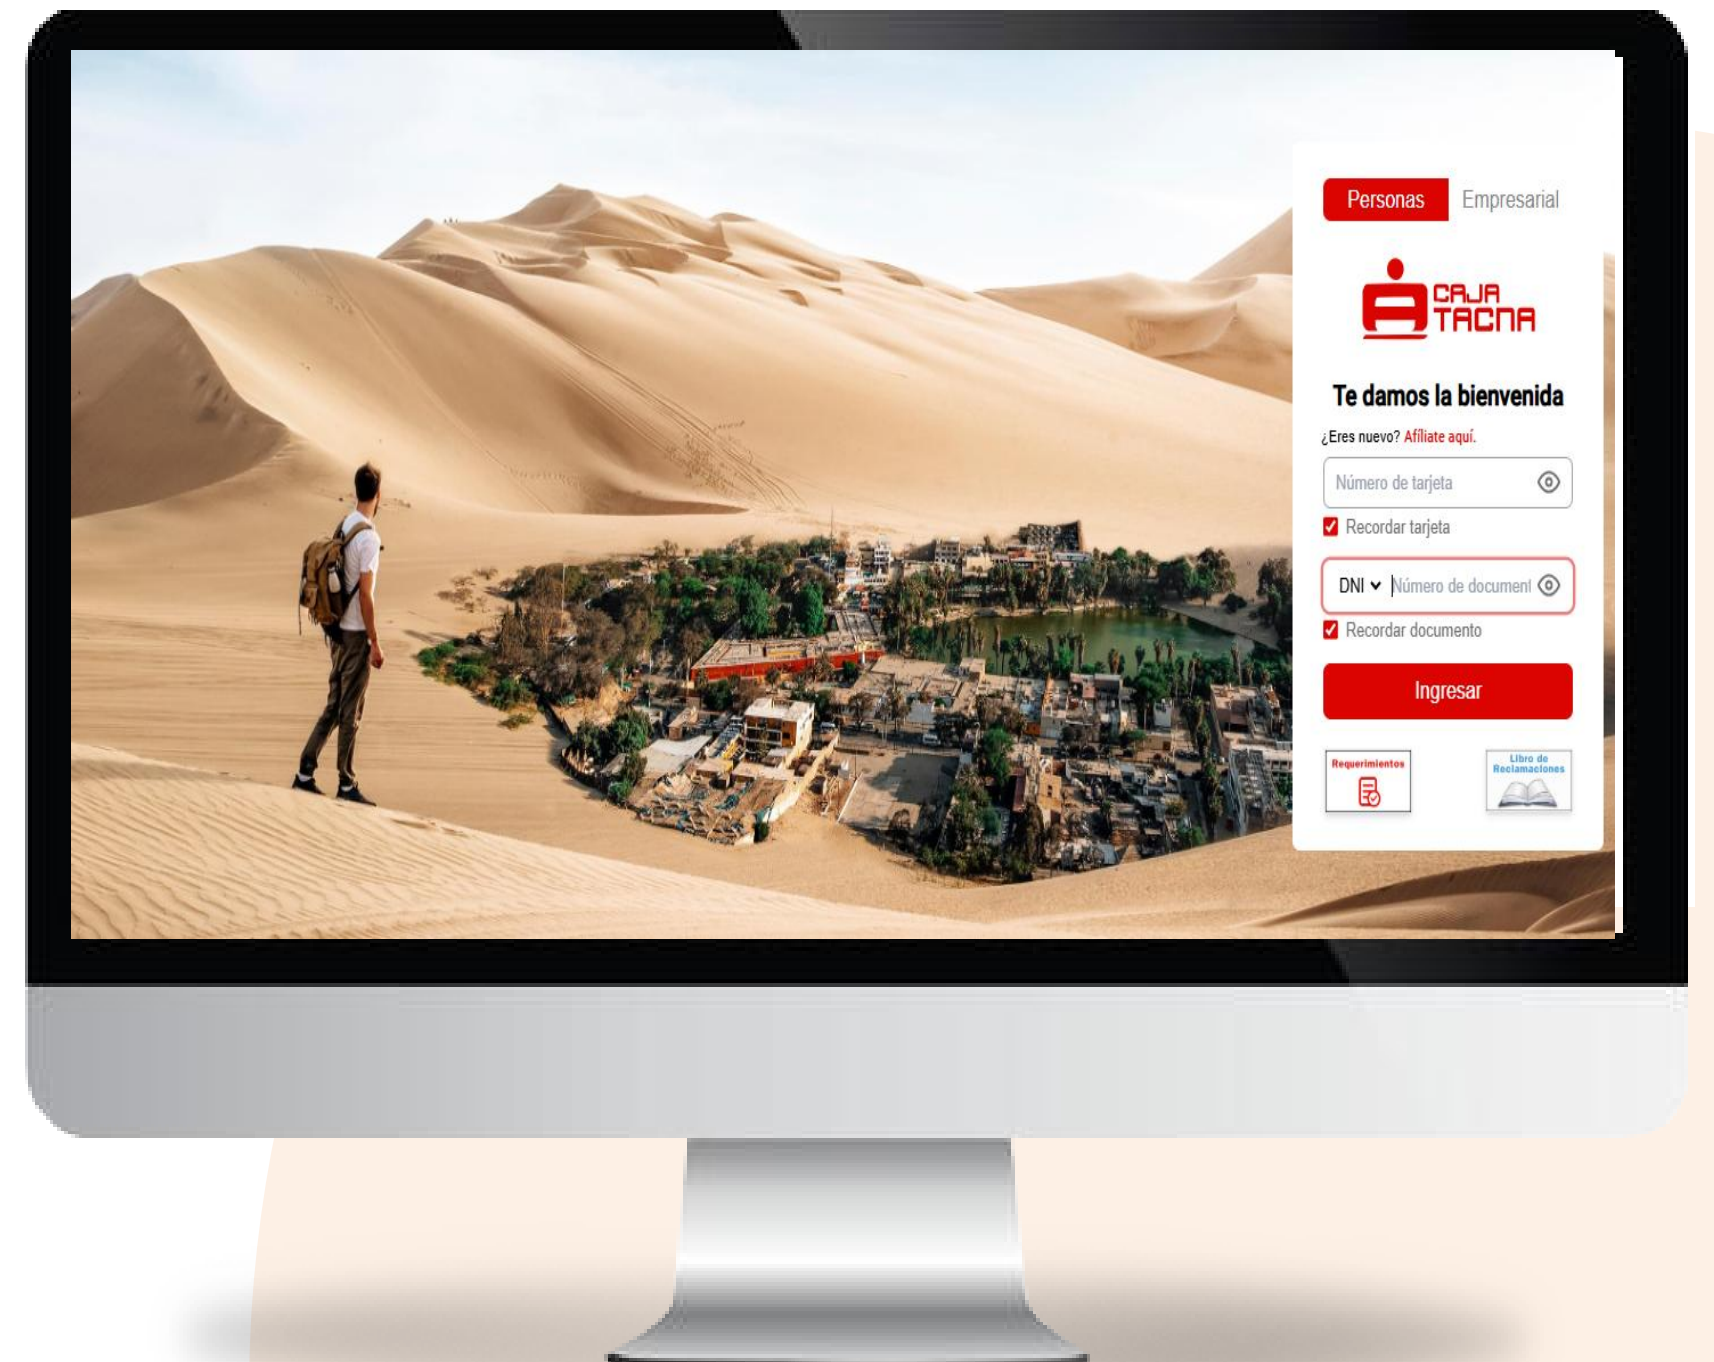 Personas Empresarial
CAJA
TACNA
Te damos la bienvenida
¿Eres nuevo? Afíliate aquí.
Número de tarjeta
Recordar tarjeta
DNI Número de document
Recordar documento
Ingresar
Requerimientos
Libro de
Reclamaciones